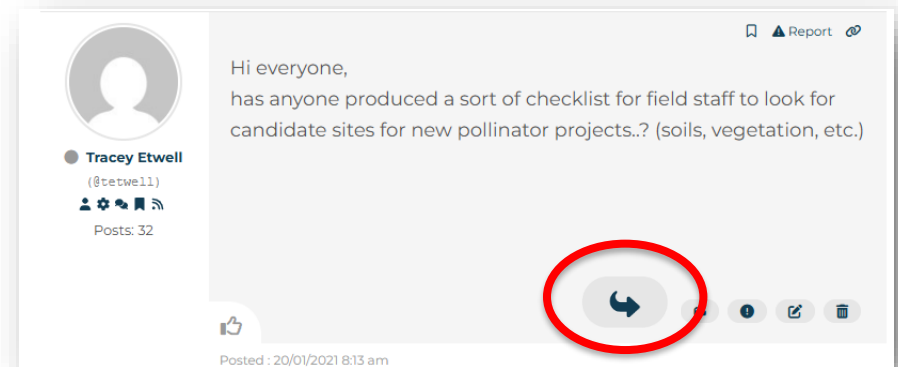 Report
Hi everyone,
has anyone produced a sort of checklist for field staff to look for
candidate sites for new pollinator projects..? (soils, vegetation, etc.)
Tracey Etwell
(@tetwell)
Posts: 32
Posted : 20/01/2021 8:13 am